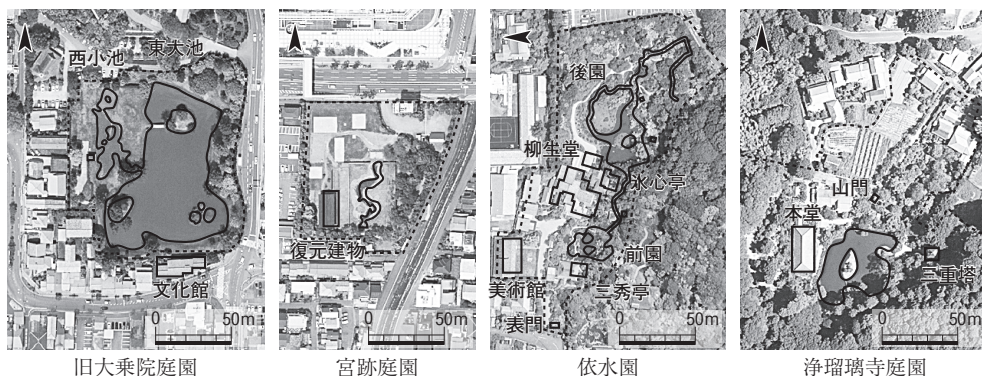 西小池
東大池
文化館
0 50m
旧大乗院庭園
復元建物
0 50m
宮跡庭園
後園
柳生堂
氷心亭
前園
三秀亭
美術館
表門
0 50m
依水園
山門
本堂
三重塔
0 50m
浄瑠璃寺庭園